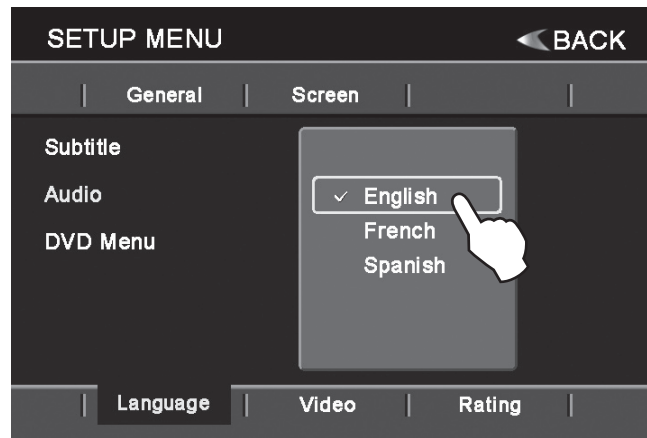 SETUP MENU BACK
General Screen
Subtitle
Audio
DVD Menu
English
French
Spanish
Language Video Rating